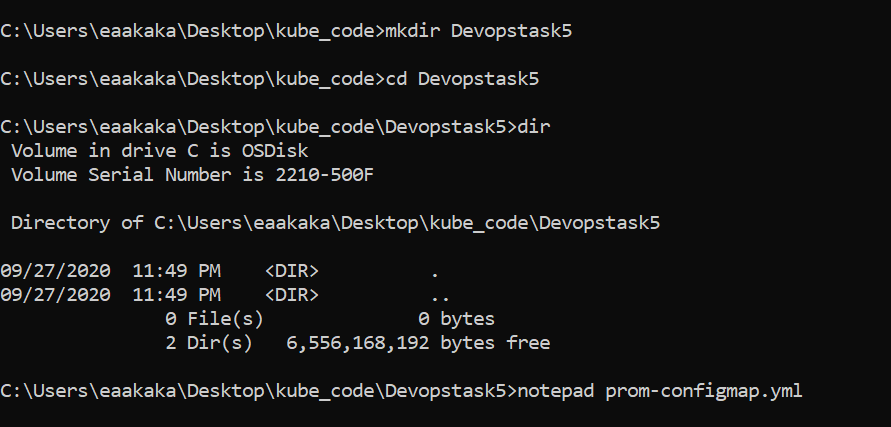 C:\Users\eaakaka\Desktop\kube_code>mkdir Devopstask5
C:\Users\eaakaka\Desktop\kube_code>cd Devopstask5
C:\Users\eaakaka\Desktop\kube_code\Devopstask5>dir
 Volume in drive C is OSDisk
 Volume Serial Number is 2210-500F
 Directory of C:\Users\eaakaka\Desktop\kube_code\Devopstask5
09/27/2020  11:49 PM    <DIR>          .
09/27/2020  11:49 PM    <DIR>          ..
               0 File(s)              0 bytes
               2 Dir(s)   6,556,168,192 bytes free
C:\Users\eaakaka\Desktop\kube_code\Devopstask5>notepad prom-configmap.yml